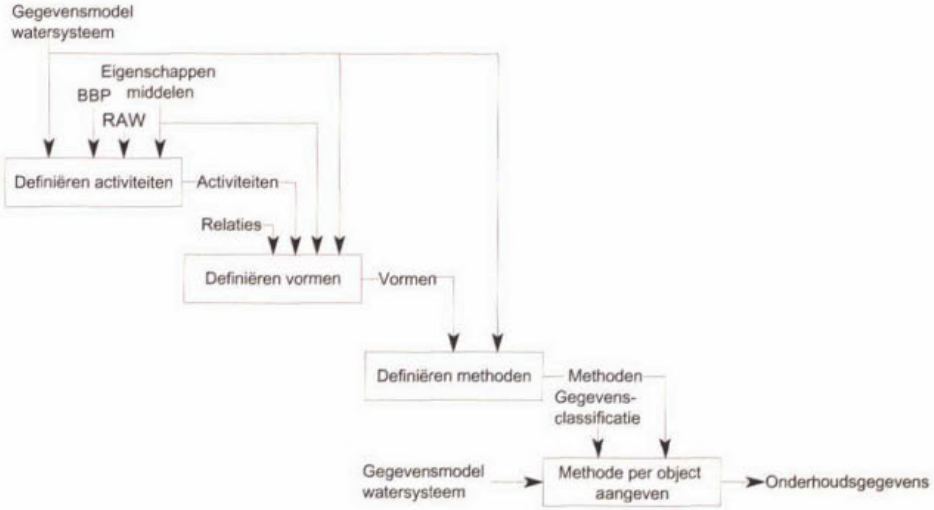 Gegevensmodel
watersysteem
Eigenschappen
BBP middelen
RAW
Definiëren activiteiten
Activiteiten
Relaties
Definiëren vormen
Vormen
Definiëren methoden
Methoden
Gegevens-
classificatie
Gegevensmodel
watersysteem
Methode per object
aangeven
Onderhoudsgegevens